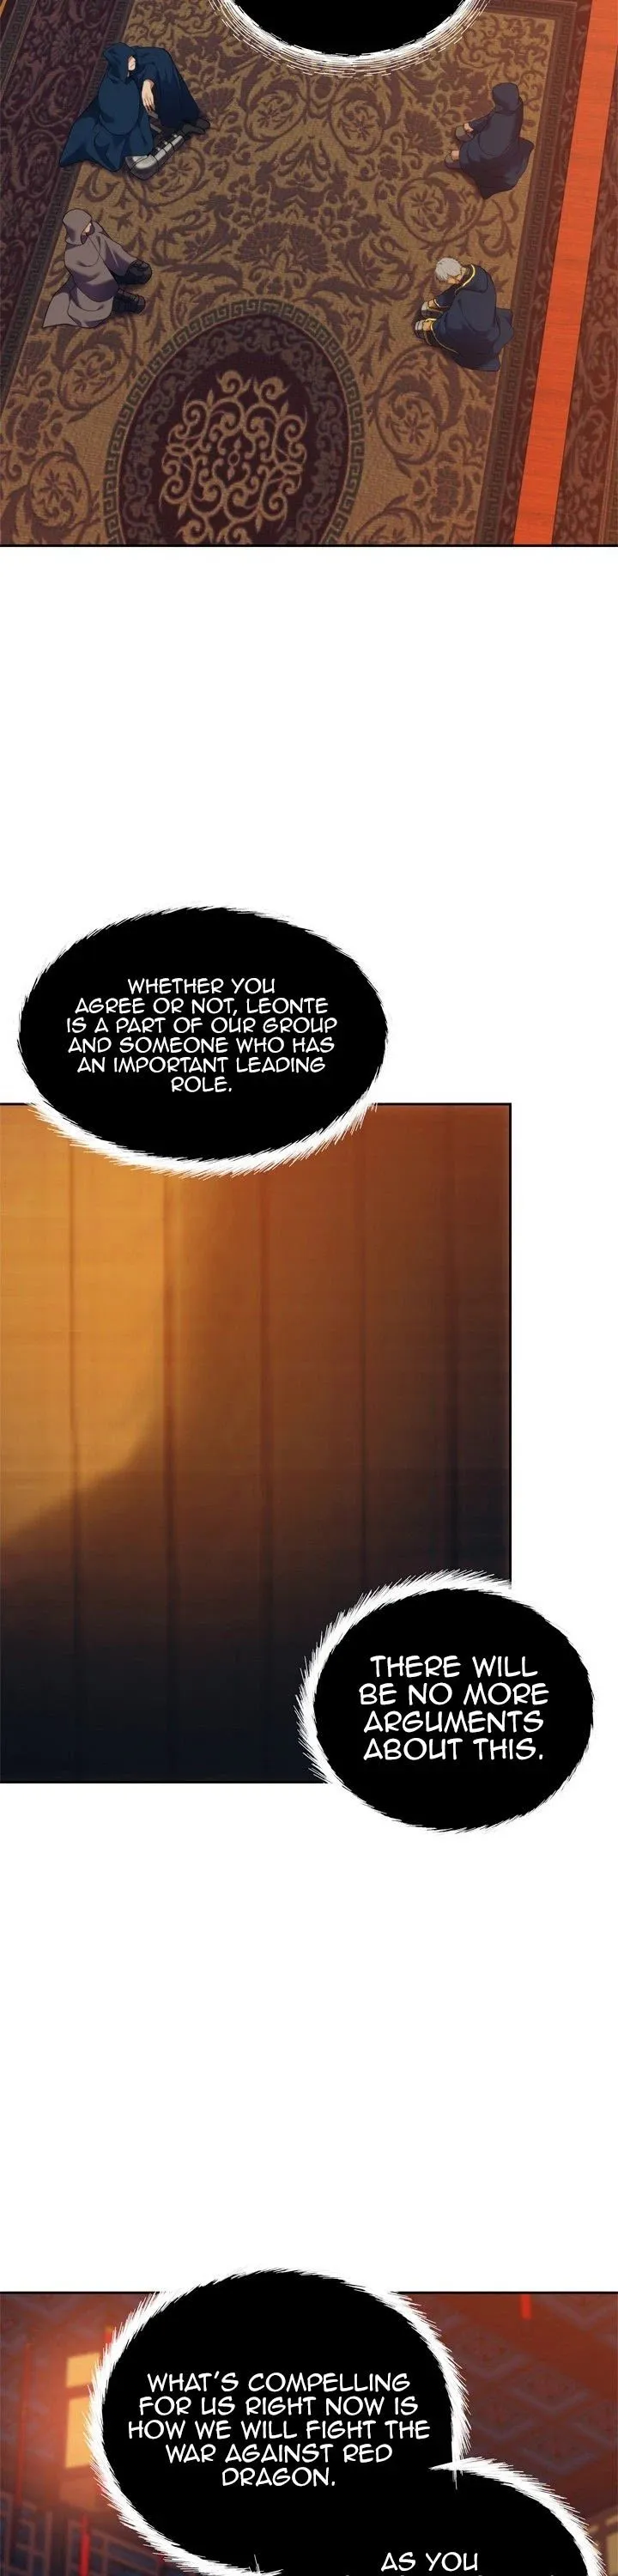 WHETHER YOU
AGREE OR NOT, LEONTE
IS A PART OF OUR GROUP
AND SOMEONE WHO HAS
AN IMPORTANT LEADING
ROLE.
THERE WILL
BE NO MORE
ARGUMENTS
ABOUT THIS.
WHAT'S COMPELLING
FOR US RIGHT NOW IS
HOW WE WILL FIGHT THE
WAR AGAINST RED
DRAGON.
AS YOU